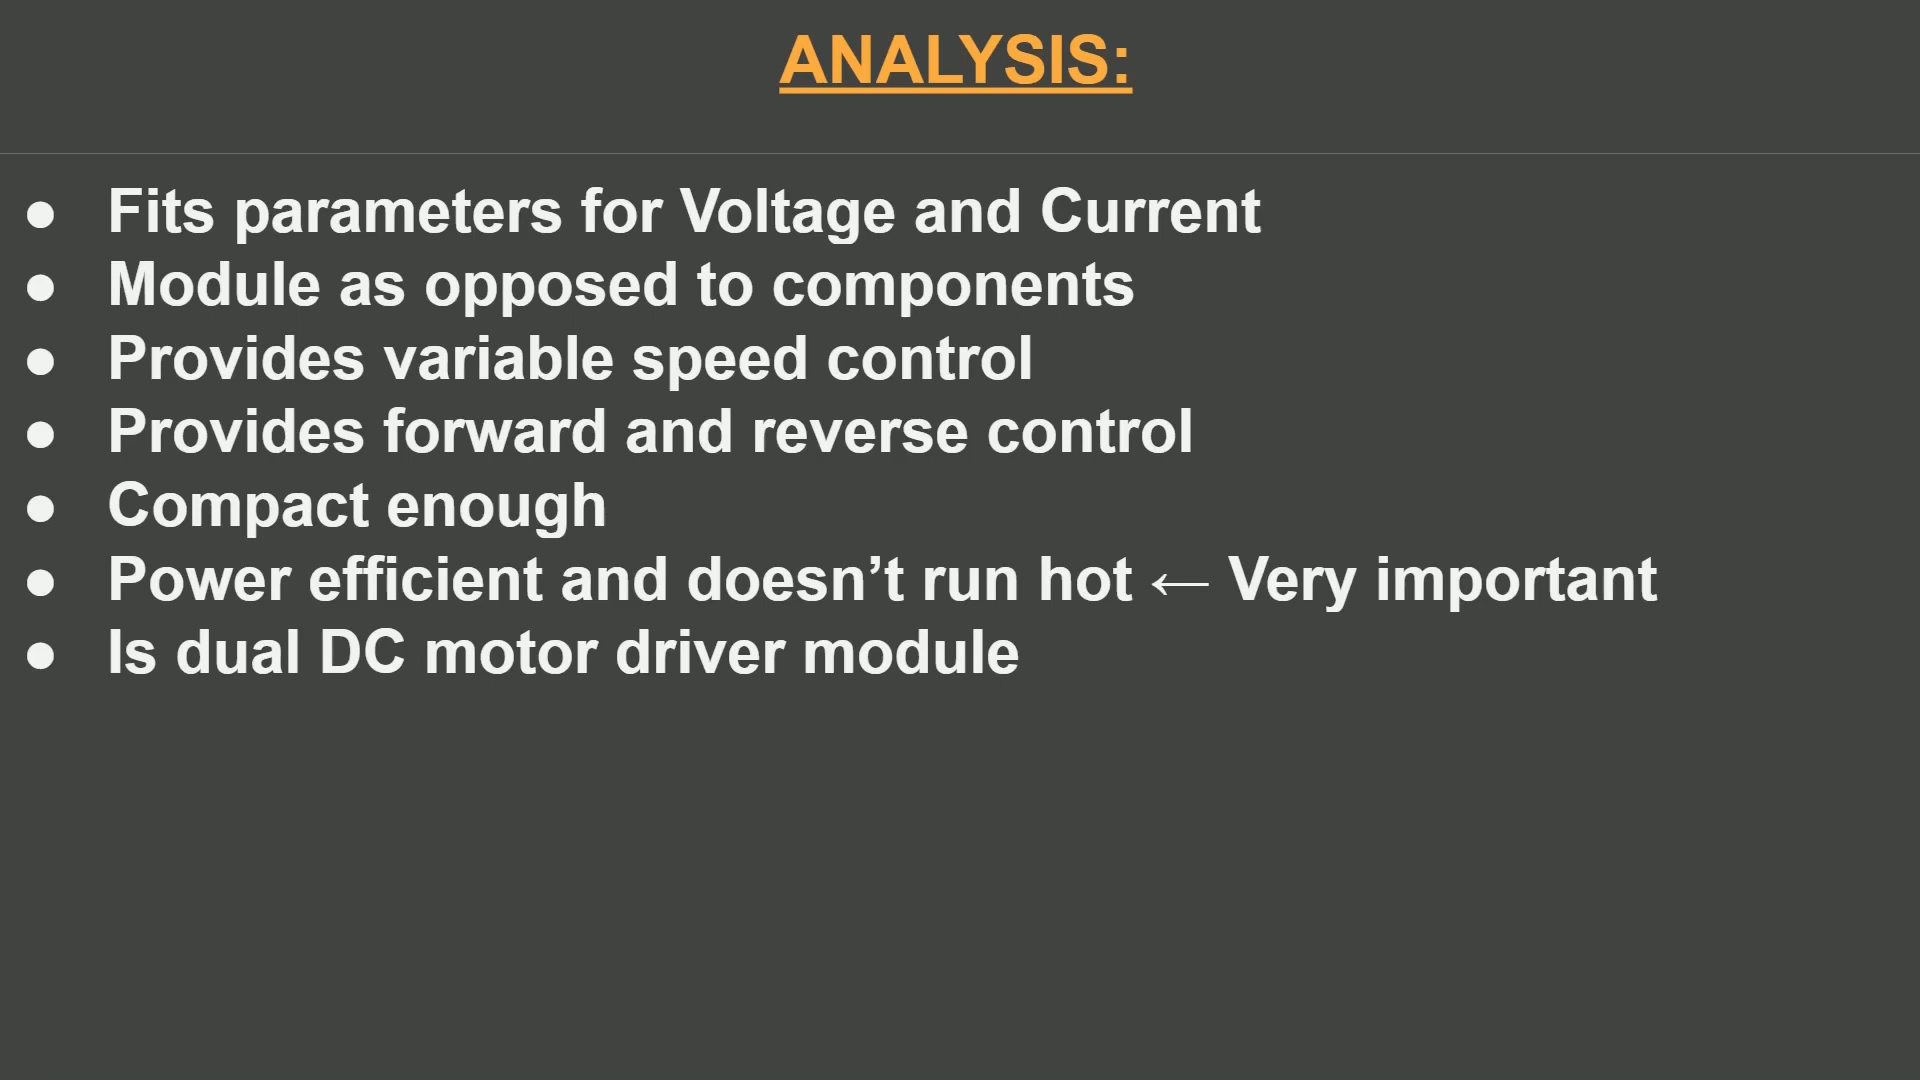 ANALYSIS:
● Fits parameters for Voltage and Current
● Module as opposed to components
● Provides variable speed control
● Provides forward and reverse control
● Compact enough
● Power efficient and doesn’t run hot ← Very important
● Is dual DC motor driver module